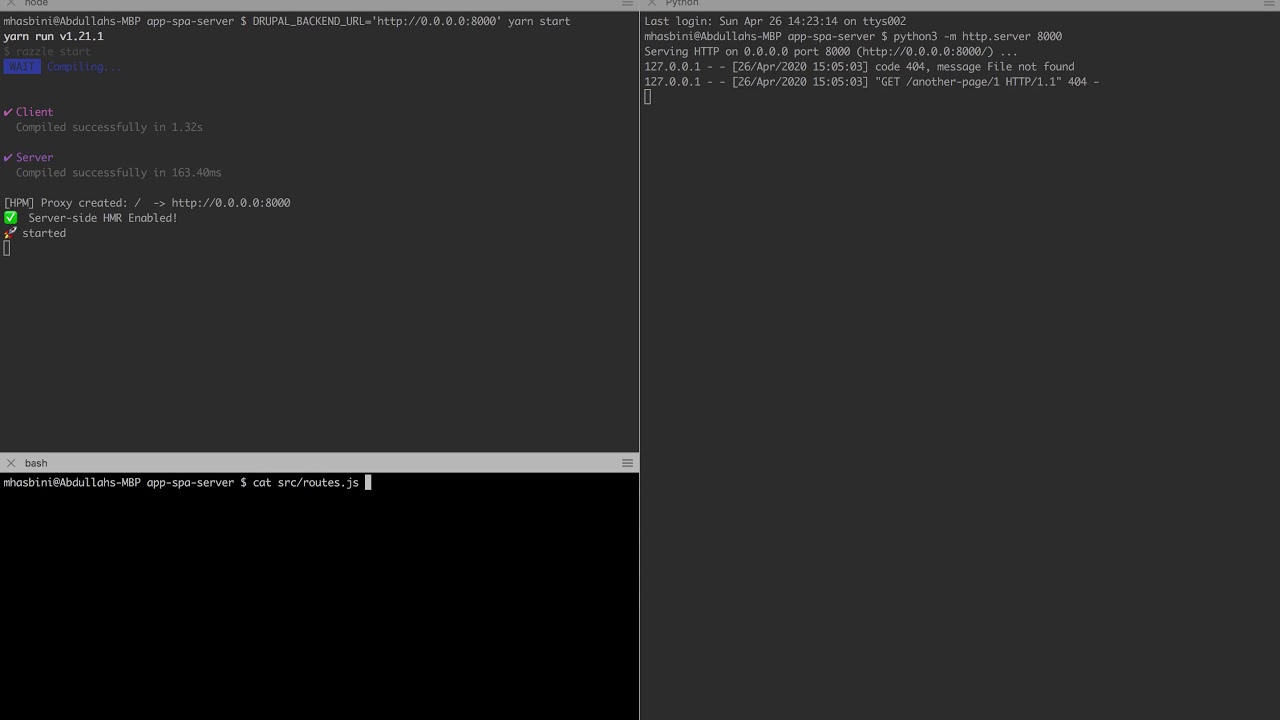 node
mhasbini@Abdullahs-MBP app-spa-server $ DRUPAL_BACKEND_URL='http://0.0.0.0:8000' yarn start
yarn run v1.21.1
$ razzle start
WAIT Compiling...
✔ Client
Compiled successfully in 1.32s
✔ Server
Compiled successfully in 163.40ms
[HPM] Proxy created: /  -> http://0.0.0.0:8000
✅ Server-side HMR Enabled!
🚀 started
bash
mhasbini@Abdullahs-MBP app-spa-server $ cat src/routes.js
Python
Last login: Sun Apr 26 14:23:14 on ttys002
mhasbini@Abdullahs-MBP app-spa-server $ python3 -m http.server 8000
Serving HTTP on 0.0.0.0 port 8000 (http://0.0.0.0:8000/) ...
127.0.0.1 - - [26/Apr/2020 15:05:03] code 404, message File not found
127.0.0.1 - - [26/Apr/2020 15:05:03] "GET /another-page/1 HTTP/1.1" 404 -